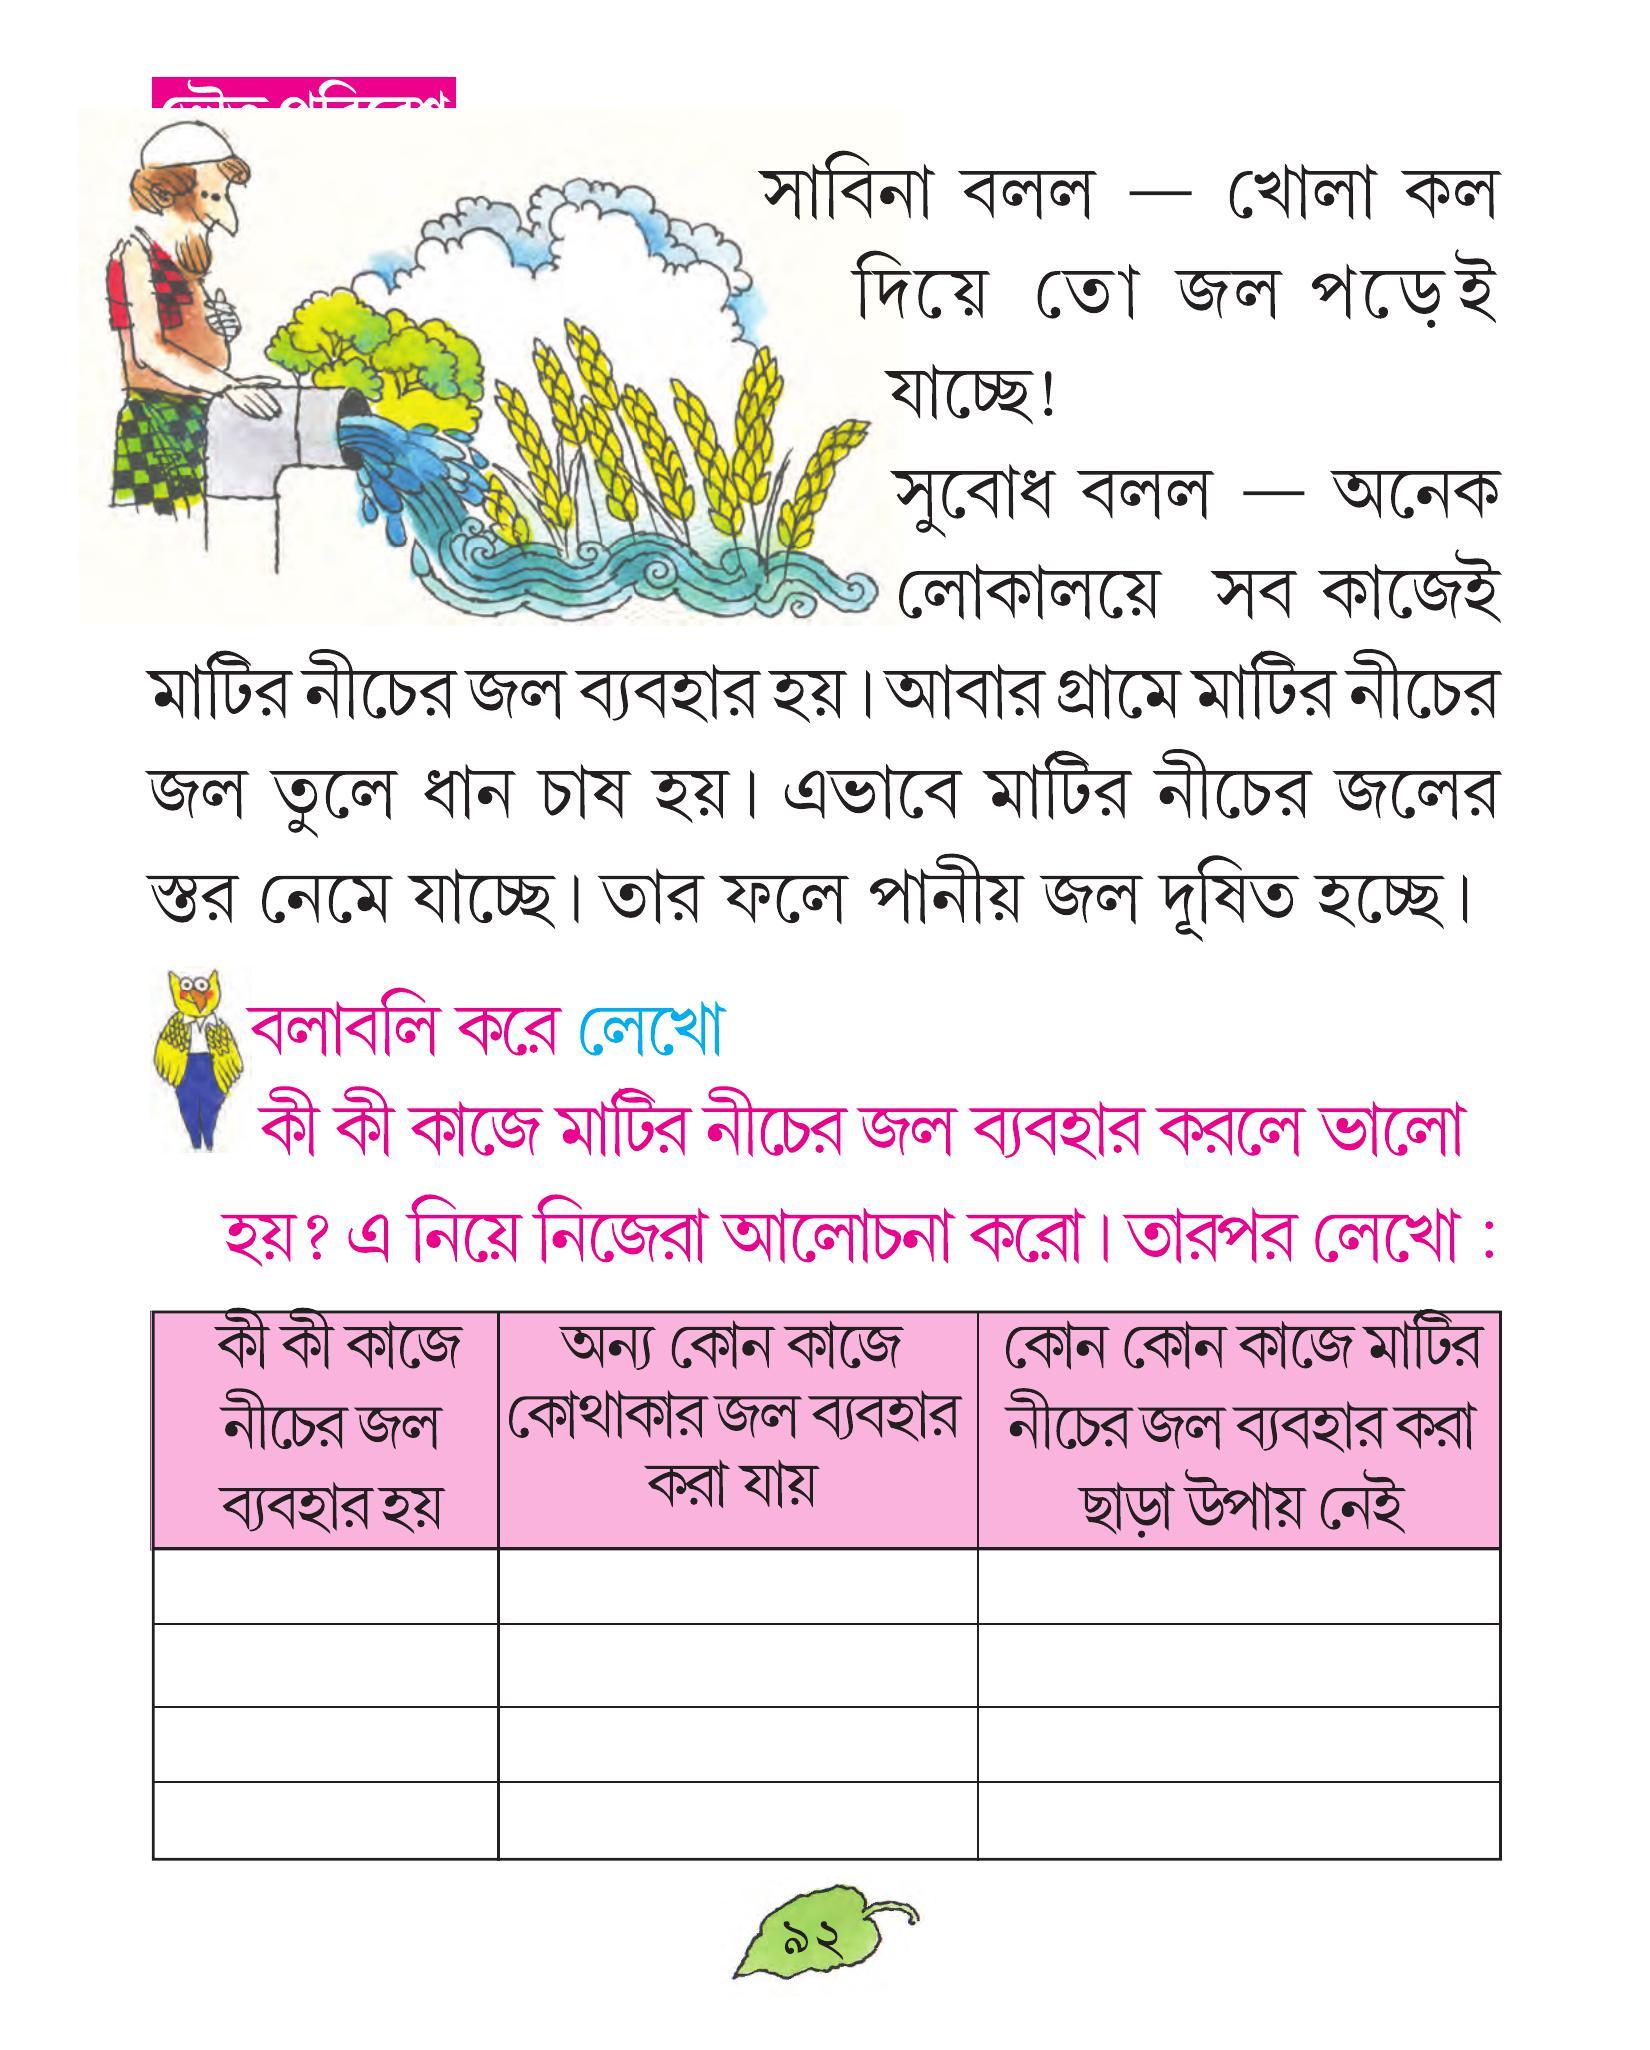 সাবিনা বলল — খোলা কল
দিয়ে তো জল পড়েই
যাচ্ছে!
সুবোধ বলল — অনেক
লোকালয়ে সব কাজেই
মাটির নীচের জল ব্যবহার হয়। আবার গ্রামে মাটির নীচের
জল তুলে ধান চাষ হয়। এভাবে মাটির নীচের জলের
স্তর নেমে যাচ্ছে। তার ফলে পানীয় জল দূষিত হচ্ছে।
বলাবলি করে লেখো
কী কী কাজে মাটির নীচের জল ব্যবহার করলে ভালো
হয়? এ নিয়ে নিজেরা আলোচনা করো। তারপর লেখো :
কী কী কাজে
নীচের জল
ব্যবহার হয়
অন্য কোন কাজে
কোথাকার জল ব্যবহার
করা যায়
কোন কোন কাজে মাটির
নীচের জল ব্যবহার করা
ছাড়া উপায় নেই
৯২